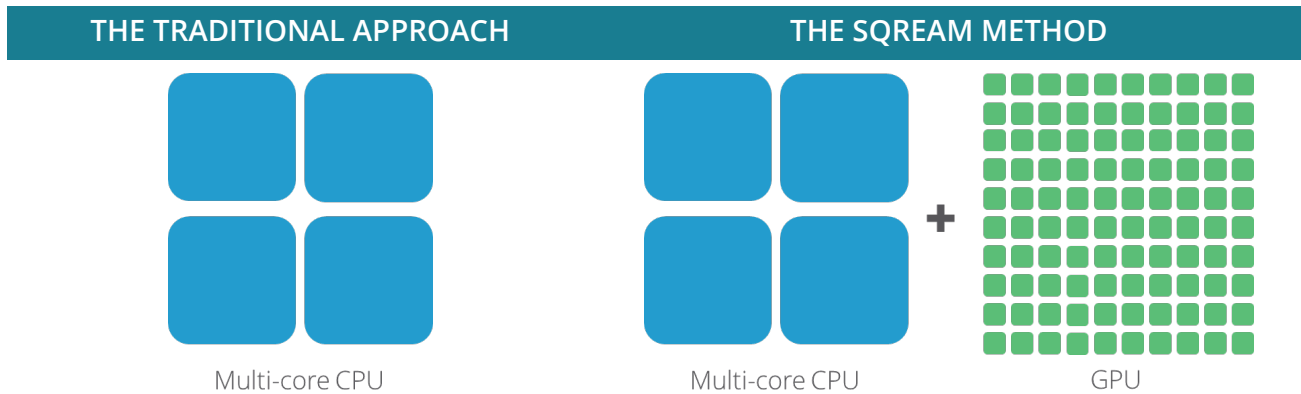 THE TRADITIONAL APPROACH
THE SQREAM METHOD
Multi-core CPU
Multi-core CPU
GPU